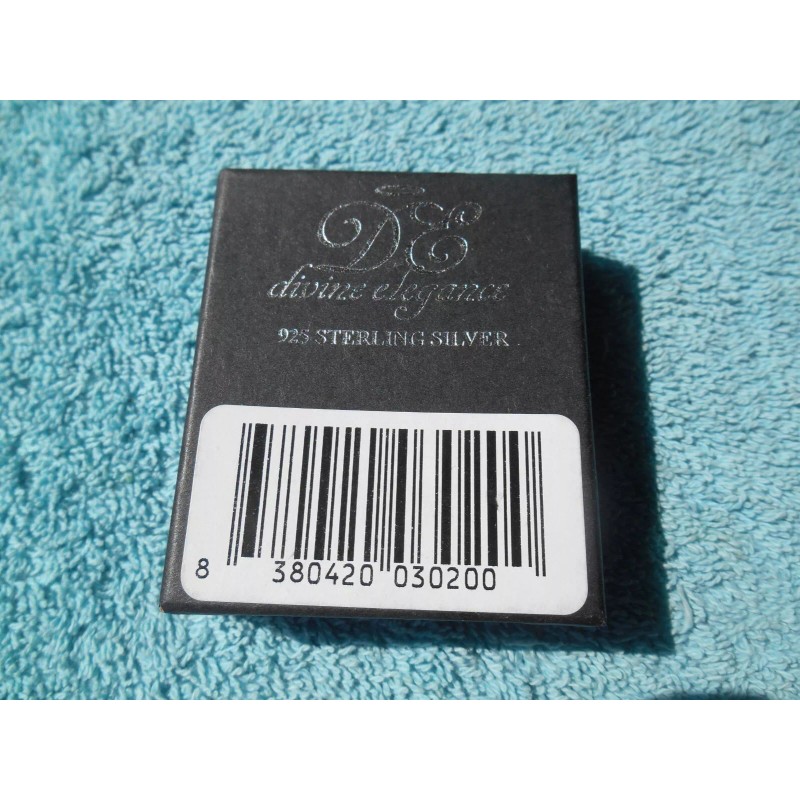 DE
divine elegance
925 STERLING SILVER
8 380420 030200